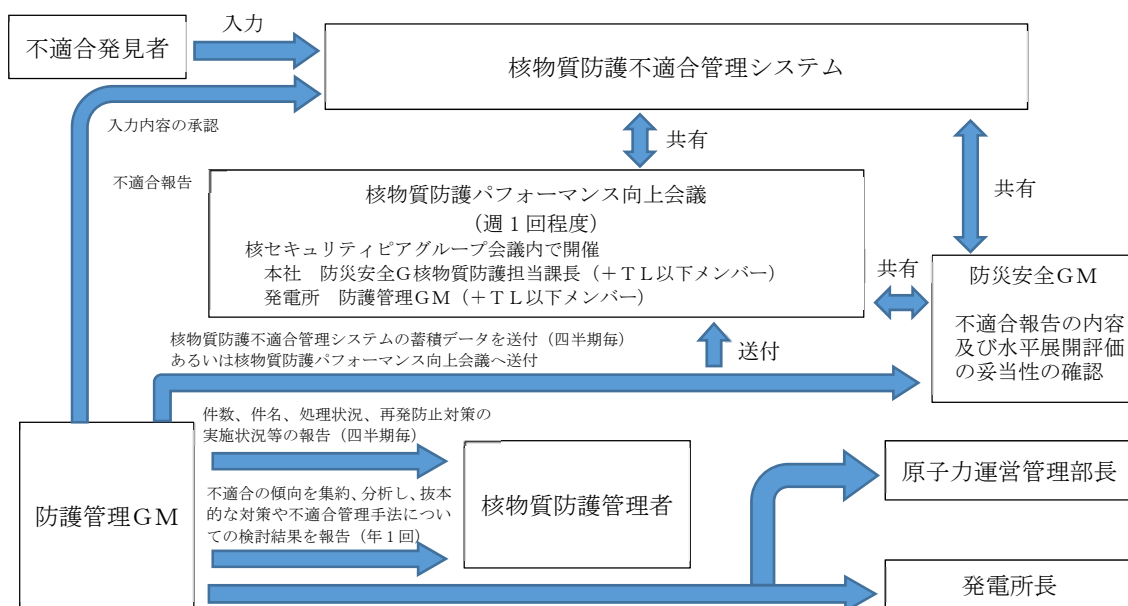 不適合発見者
入力
核物質防護不適合管理システム
入力内容の承認
共有
不適合報告
核物質防護パフォーマンス向上会議
(週1回程度)
核セキュリティピアグループ会議内で開催
本社 防災安全G核物質防護担当課長(+TL以下メンバー)
発電所 防護管理GM(+TL以下メンバー)
共有
共有
防災安全GM
不適合報告の内容
及び水平展開評価
の妥当性の確認
核物質防護不適合管理システムの蓄積データを送付(四半期毎)
あるいは核物質防護パフォーマンス向上会議へ送付
送付
件数、件名、処理状況、再発防止対策の
実施状況等の報告(四半期毎)
防護管理GM
不適合の傾向を集約、分析し、抜本
的な対策や不適合管理手法につい
ての検討結果を報告(年1回)
核物質防護管理者
原子力運営管理部長
発電所長